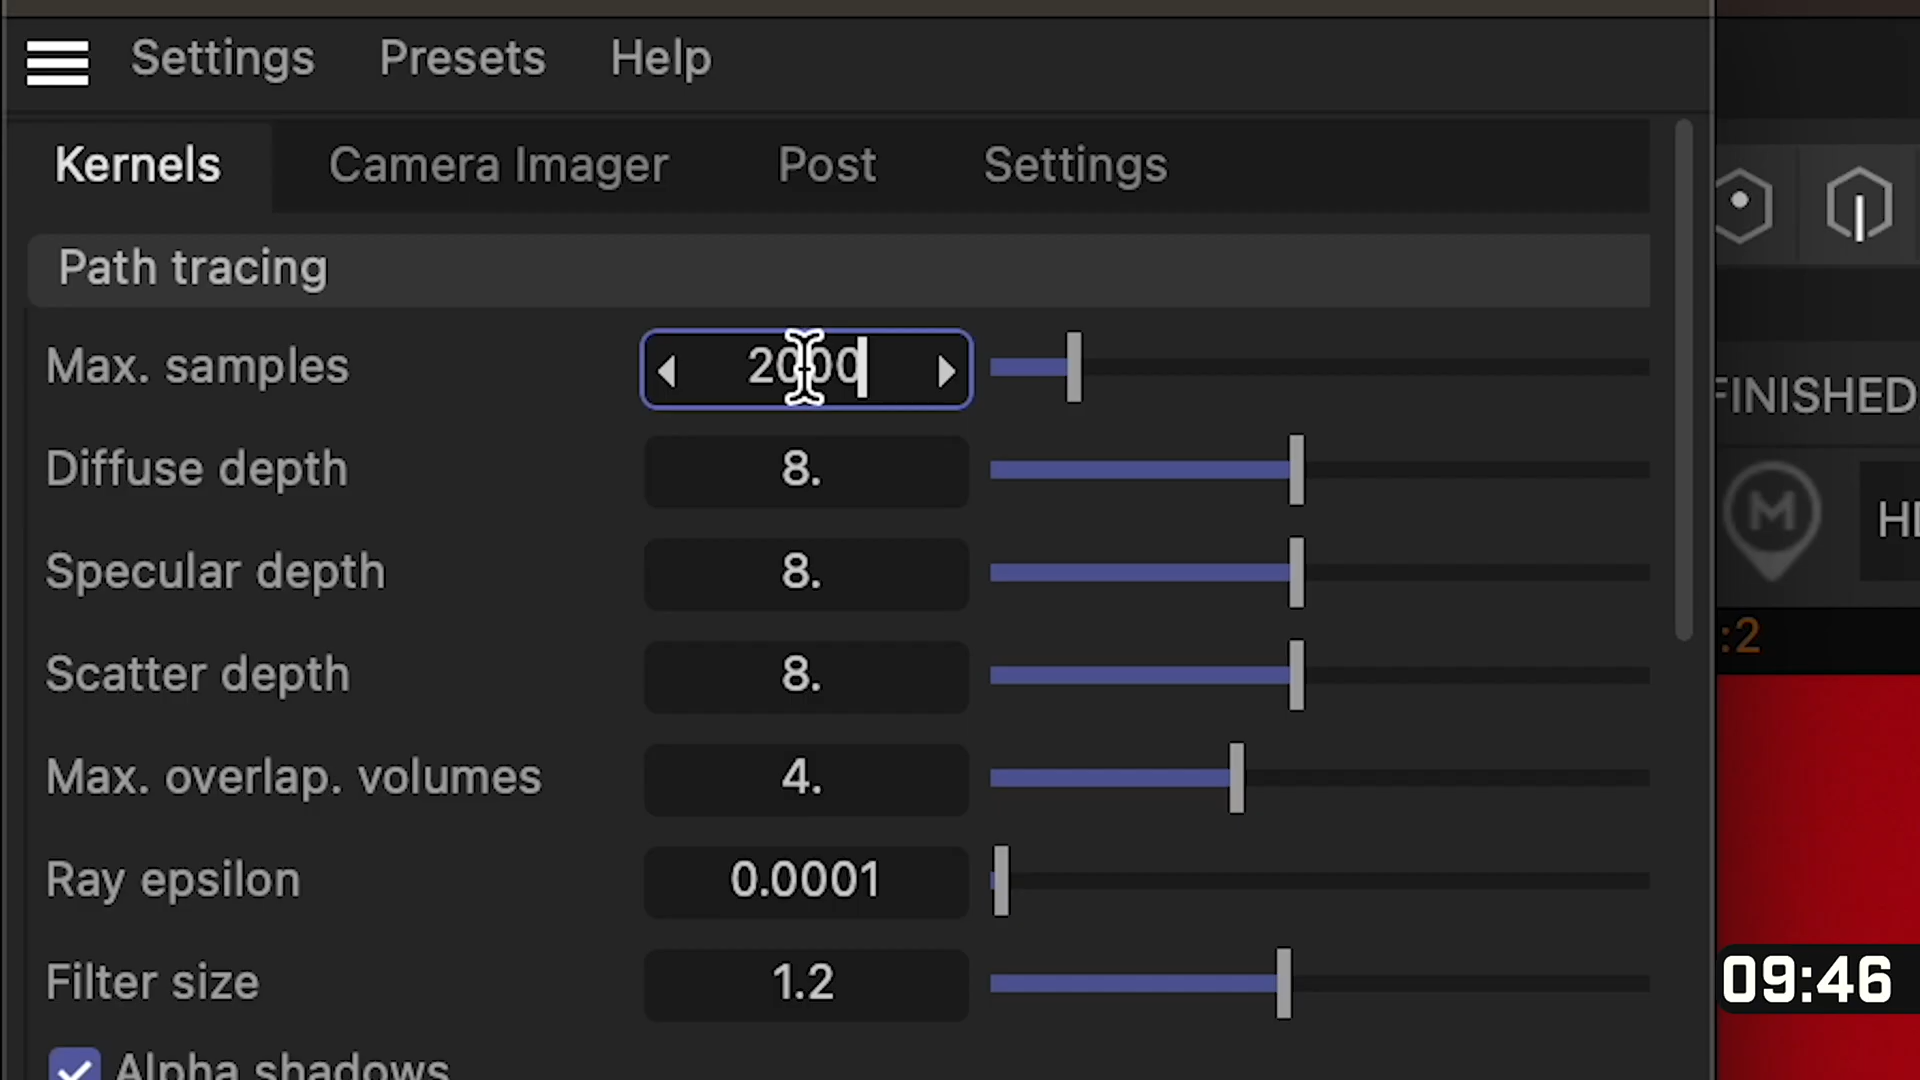 Settings Presets Help
Kernels Camera Imager Post Settings
Path tracing
Max. samples 2000
FINISHED
Diffuse depth 8.
M
Specular depth 8.
:2
Scatter depth 8.
Max. overlap. volumes 4.
Ray epsilon 0.0001
Filter size 1.2
09:46
Alpha shadows